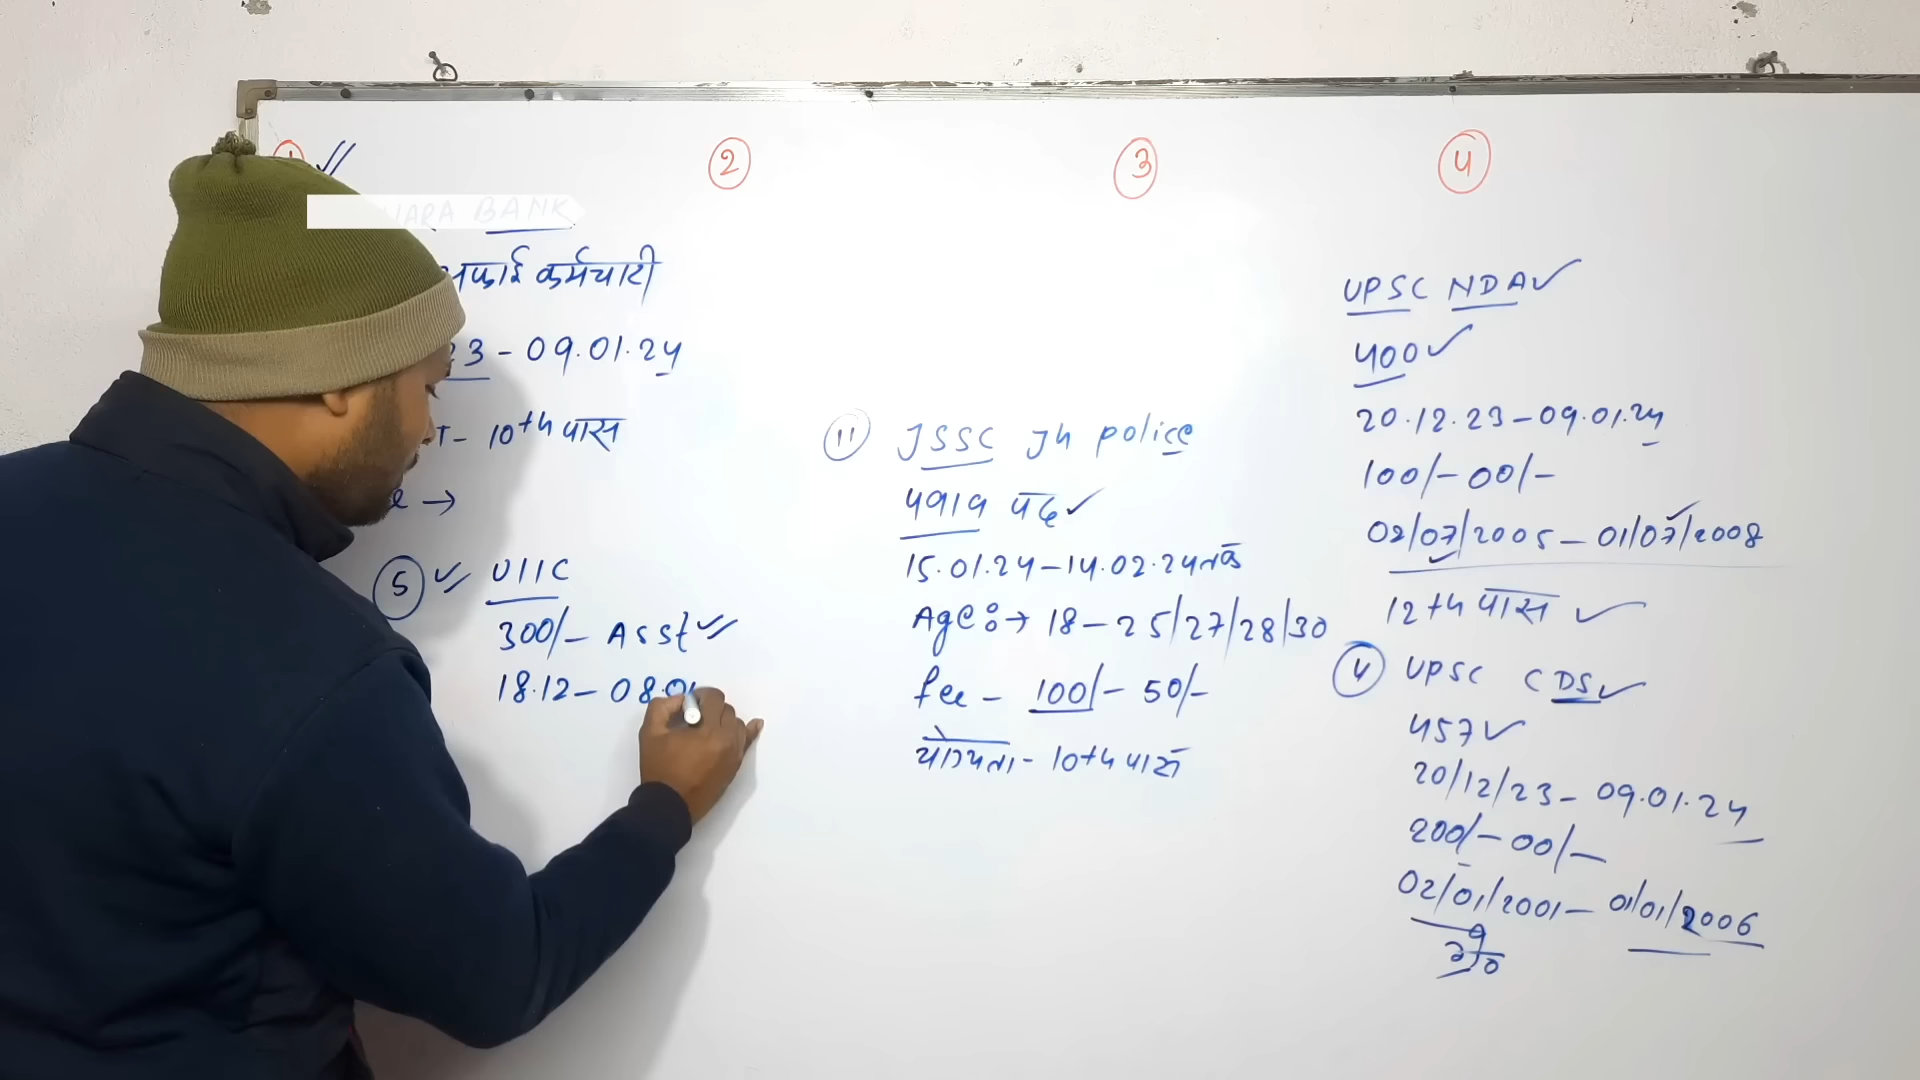 BANK
कर्मचारी
23 - 09.01.24
- 10th पास
→
5 UIIC
300/- Asst
18.12 - 08.01
2
3
11 JSSC Jh police
4919 पद
15.01.24 - 14.02.24 तक
Age:→ 18 - 25/27/28/30
fee - 100/- 50/-
योग्यता - 10th पास
4
UPSC NDA
400
20.12.23 - 09.01.24
100/- 00/-
02/07/2005 - 01/07/2008
12th पास
4 UPSC CDS
457
20/12/23 - 09.01.24
200/- 00/-
02/01/2001 - 01/01/2006